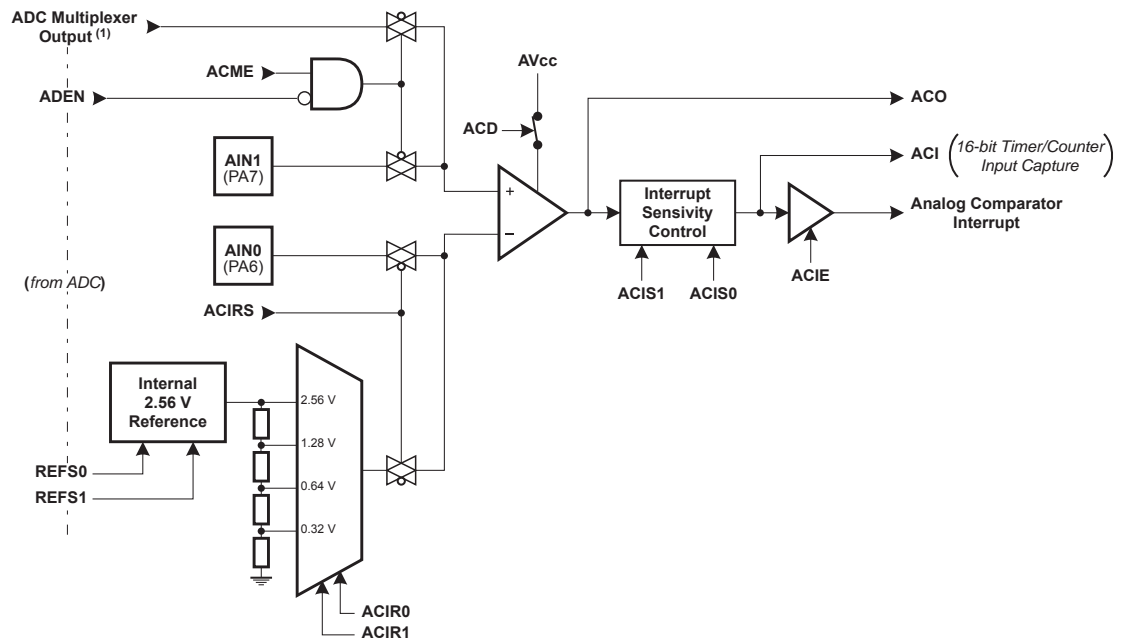 ADC Multiplexer
Output (1)
ACME
ADEN
AIN1
(PA7)
AIN0
(PA6)
(from ADC)
ACIRS
Internal
2.56 V
Reference
REFS0
REFS1
2.56 V
1.28 V
0.64 V
0.32 V
ACIR0
ACIR1
AVcc
ACD
+
−
Interrupt
Sensivity
Control
ACIS1
ACIS0
ACIE
ACO
ACI (16-bit Timer/Counter
Input Capture)
Analog Comparator
Interrupt